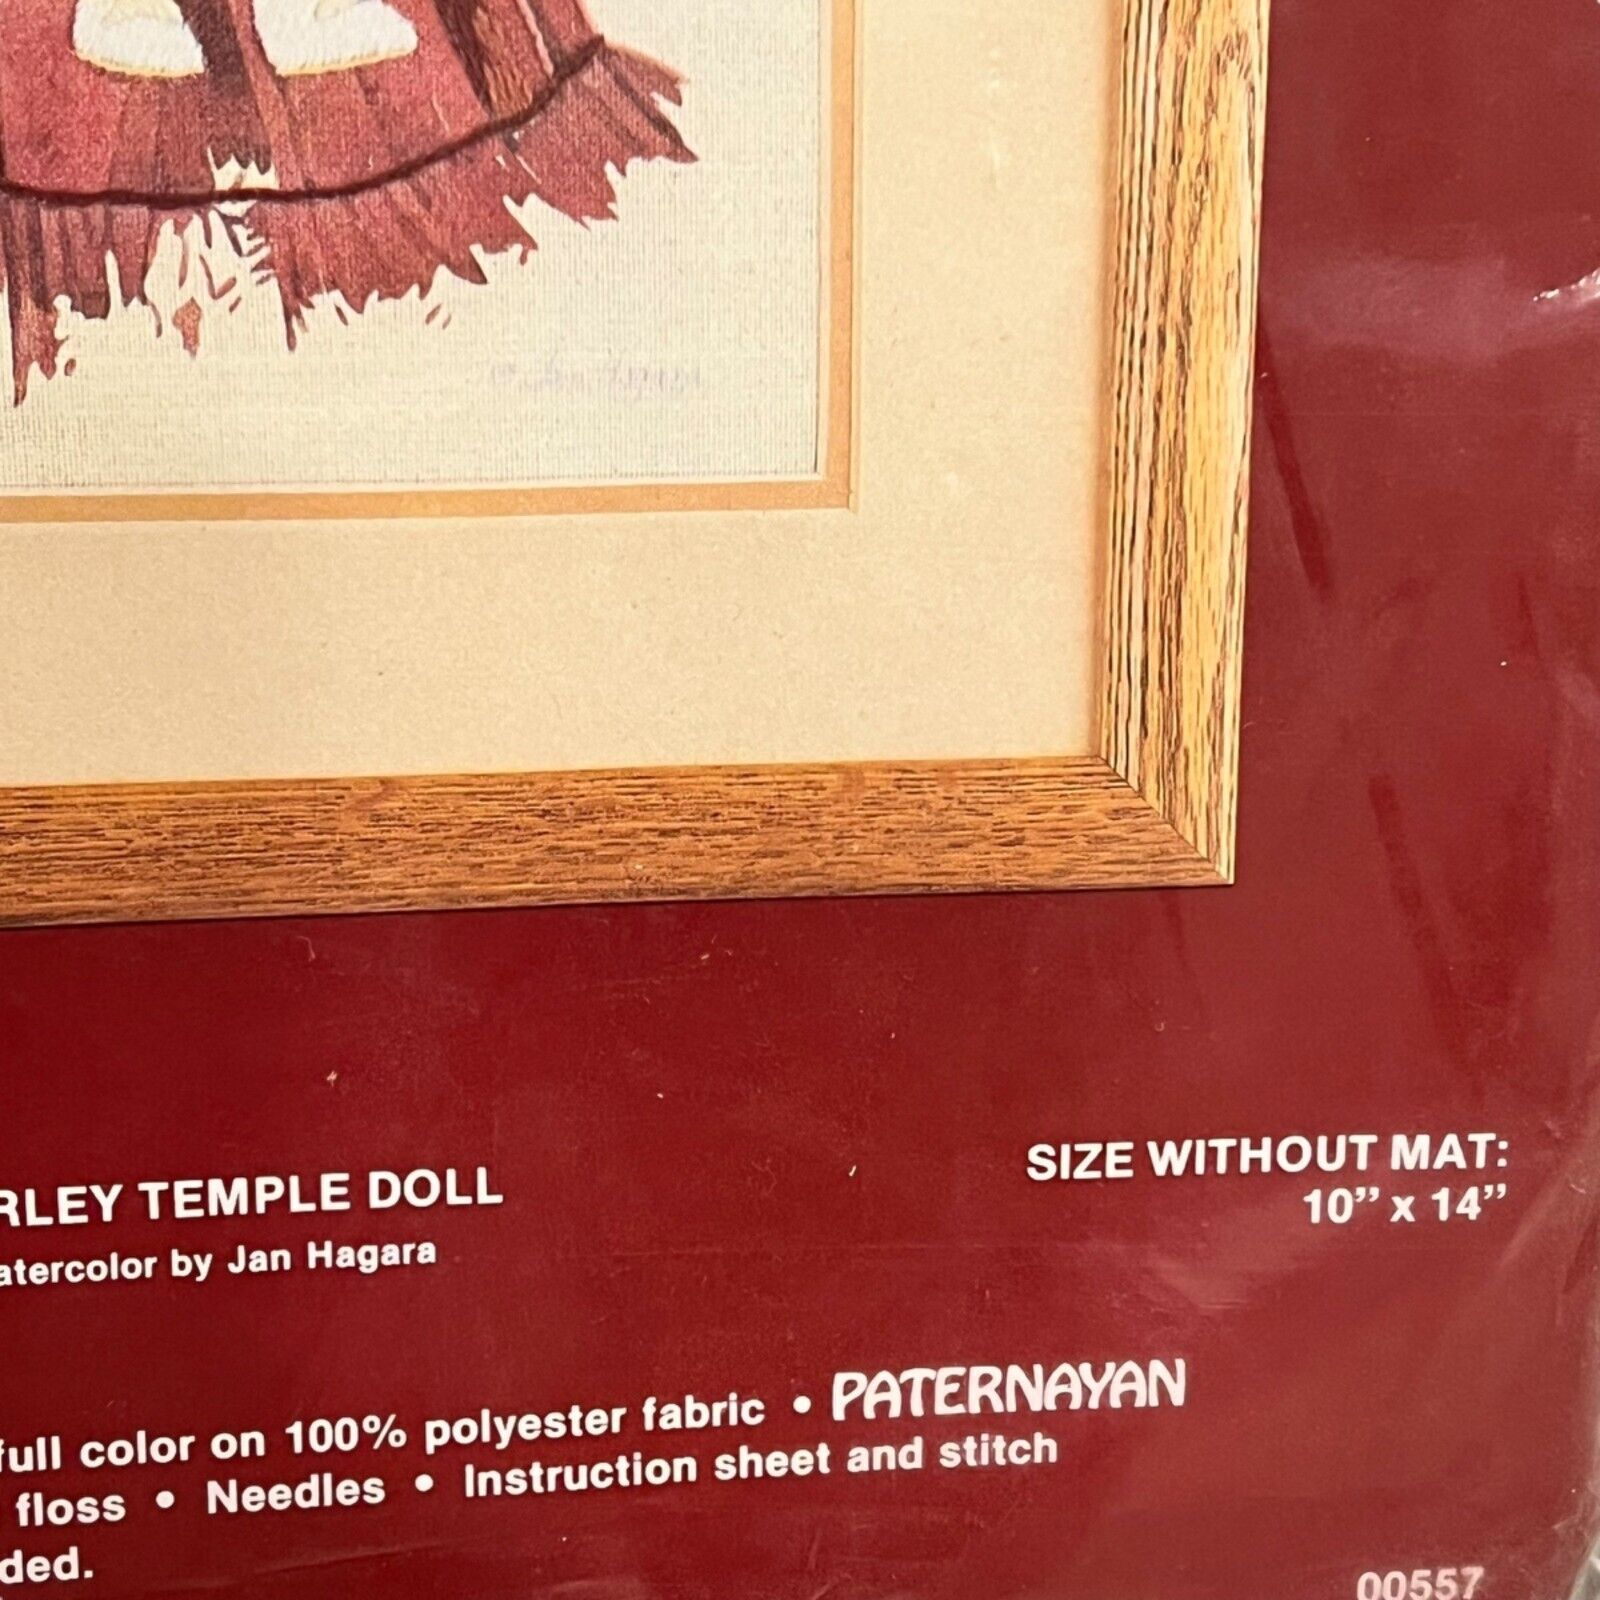 RLEY TEMPLE DOLL
atercolor by Jan Hagara
SIZE WITHOUT MAT:
10” x 14”
full color on 100% polyester fabric • PATERNAYAN
floss • Needles • Instruction sheet and stitch
ded.
00557